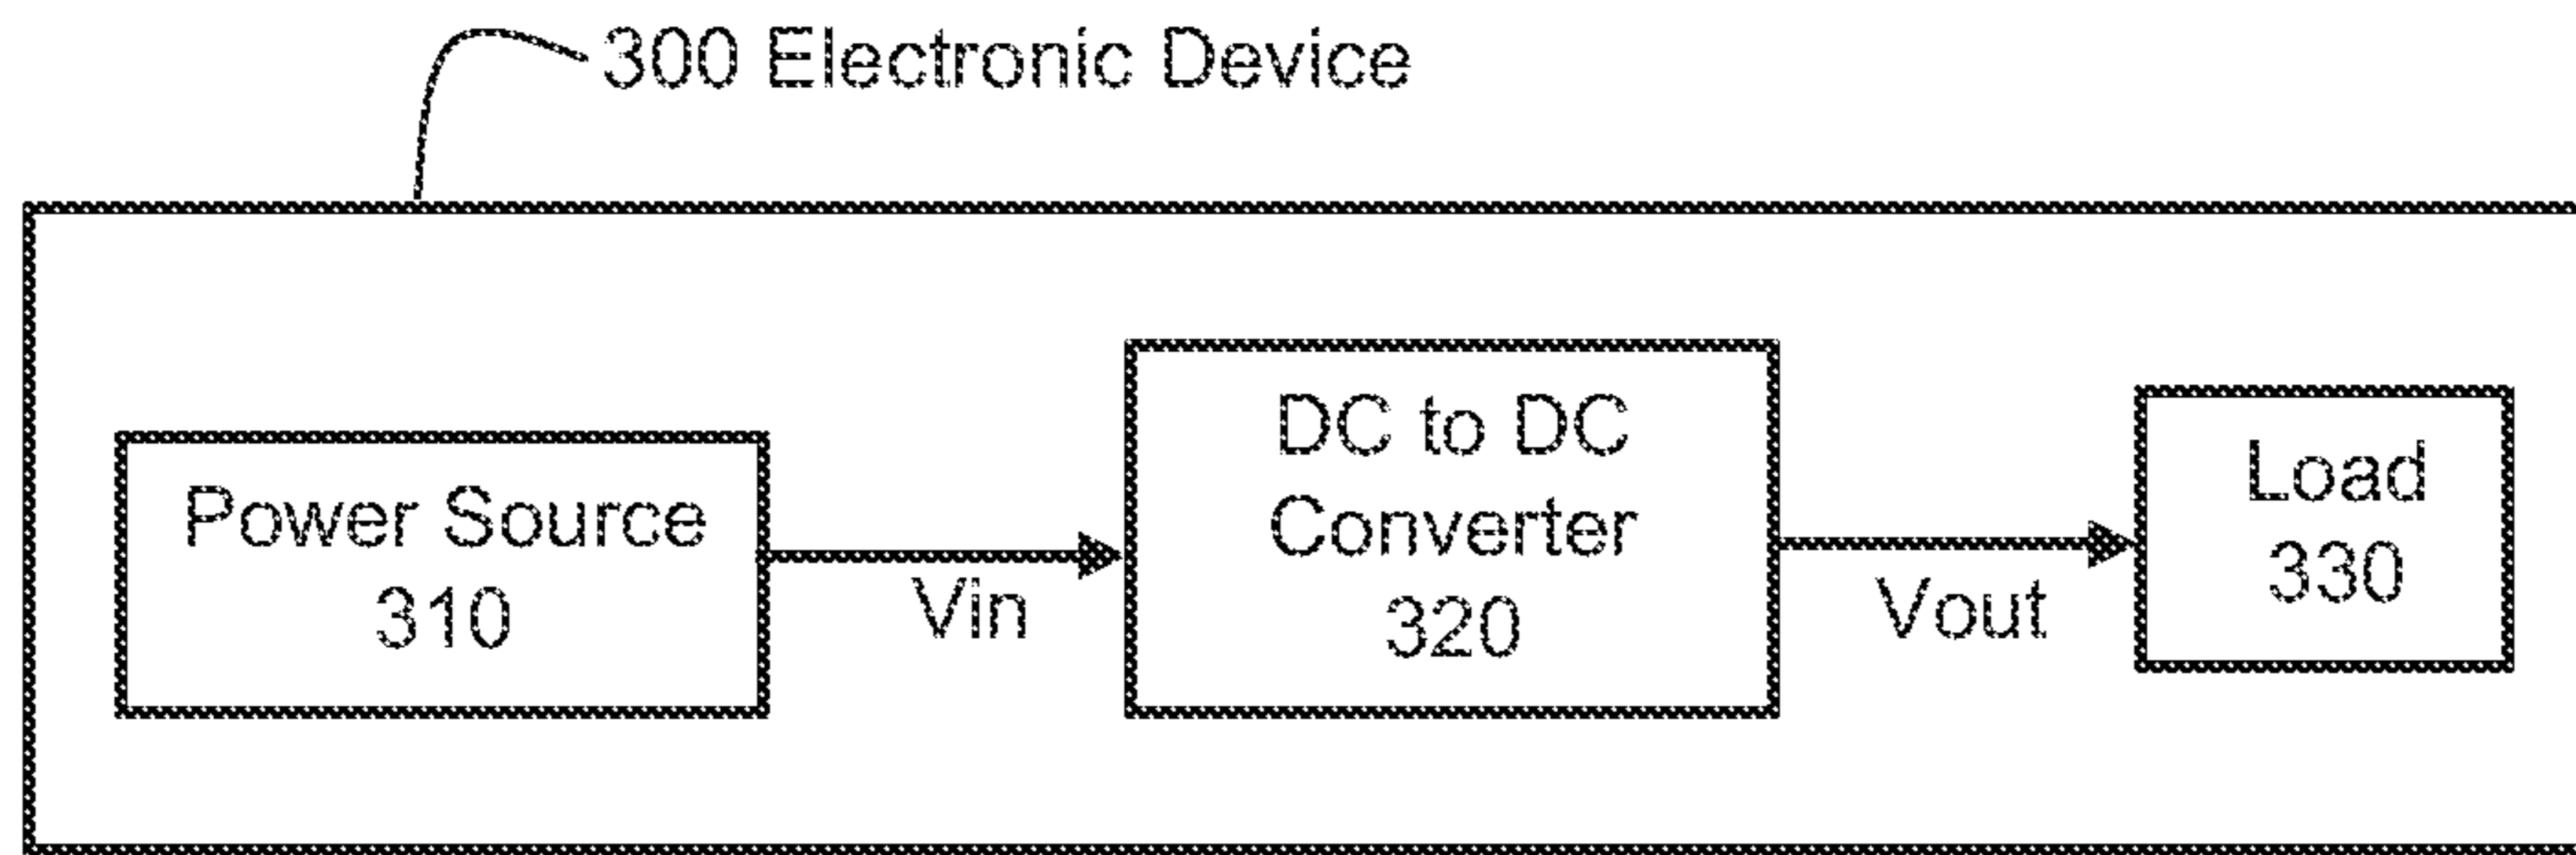 300 Electronic Device
Power Source
310
Vin
DC to DC
Converter
320
Vout
Load
330